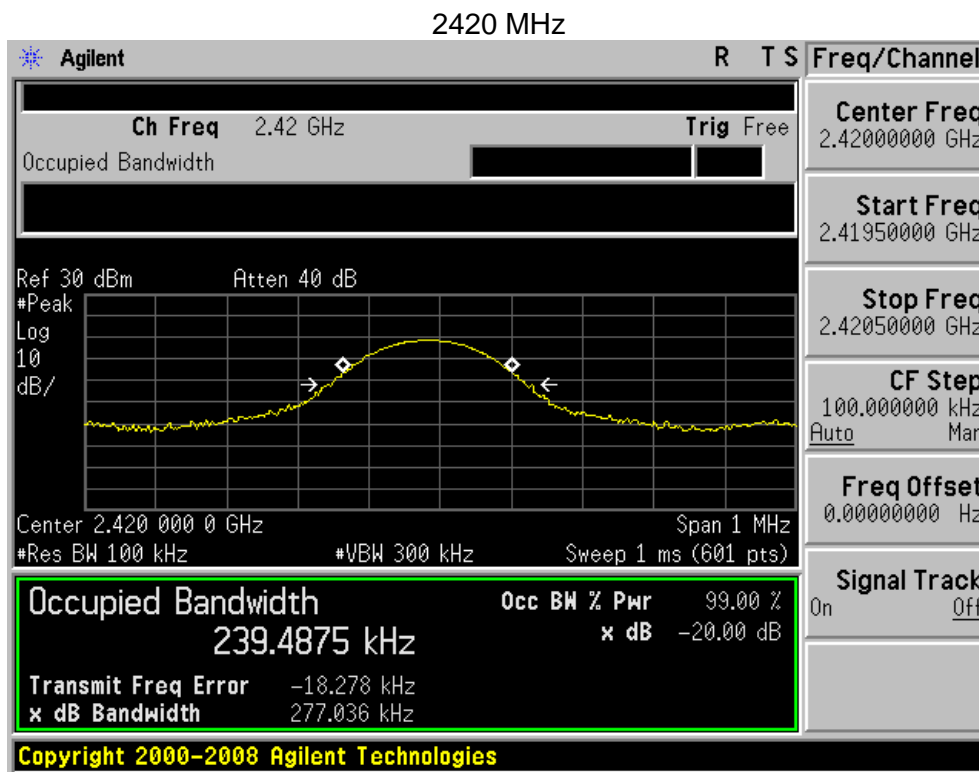 2420 MHz
Agilent R T S Freq/Channel
Ch Freq 2.42 GHz Trig Free
Occupied Bandwidth
Center Freq
2.42000000 GHz
Start Freq
2.41950000 GHz
Stop Freq
2.42050000 GHz
CF Step
100.000000 kHz
Auto Man
Freq Offset
0.00000000 Hz
Signal Track
On Off
Ref 30 dBm Atten 40 dB
#Peak
Log
10
dB/
Center 2.420 000 0 GHz Span 1 MHz
#Res BW 100 kHz #VBW 300 kHz Sweep 1 ms (601 pts)
Occupied Bandwidth
239.4875 kHz
Occ BW % Pwr 99.00 %
x dB -20.00 dB
Transmit Freq Error -18.278 kHz
x dB Bandwidth 277.036 kHz
Copyright 2000-2008 Agilent Technologies